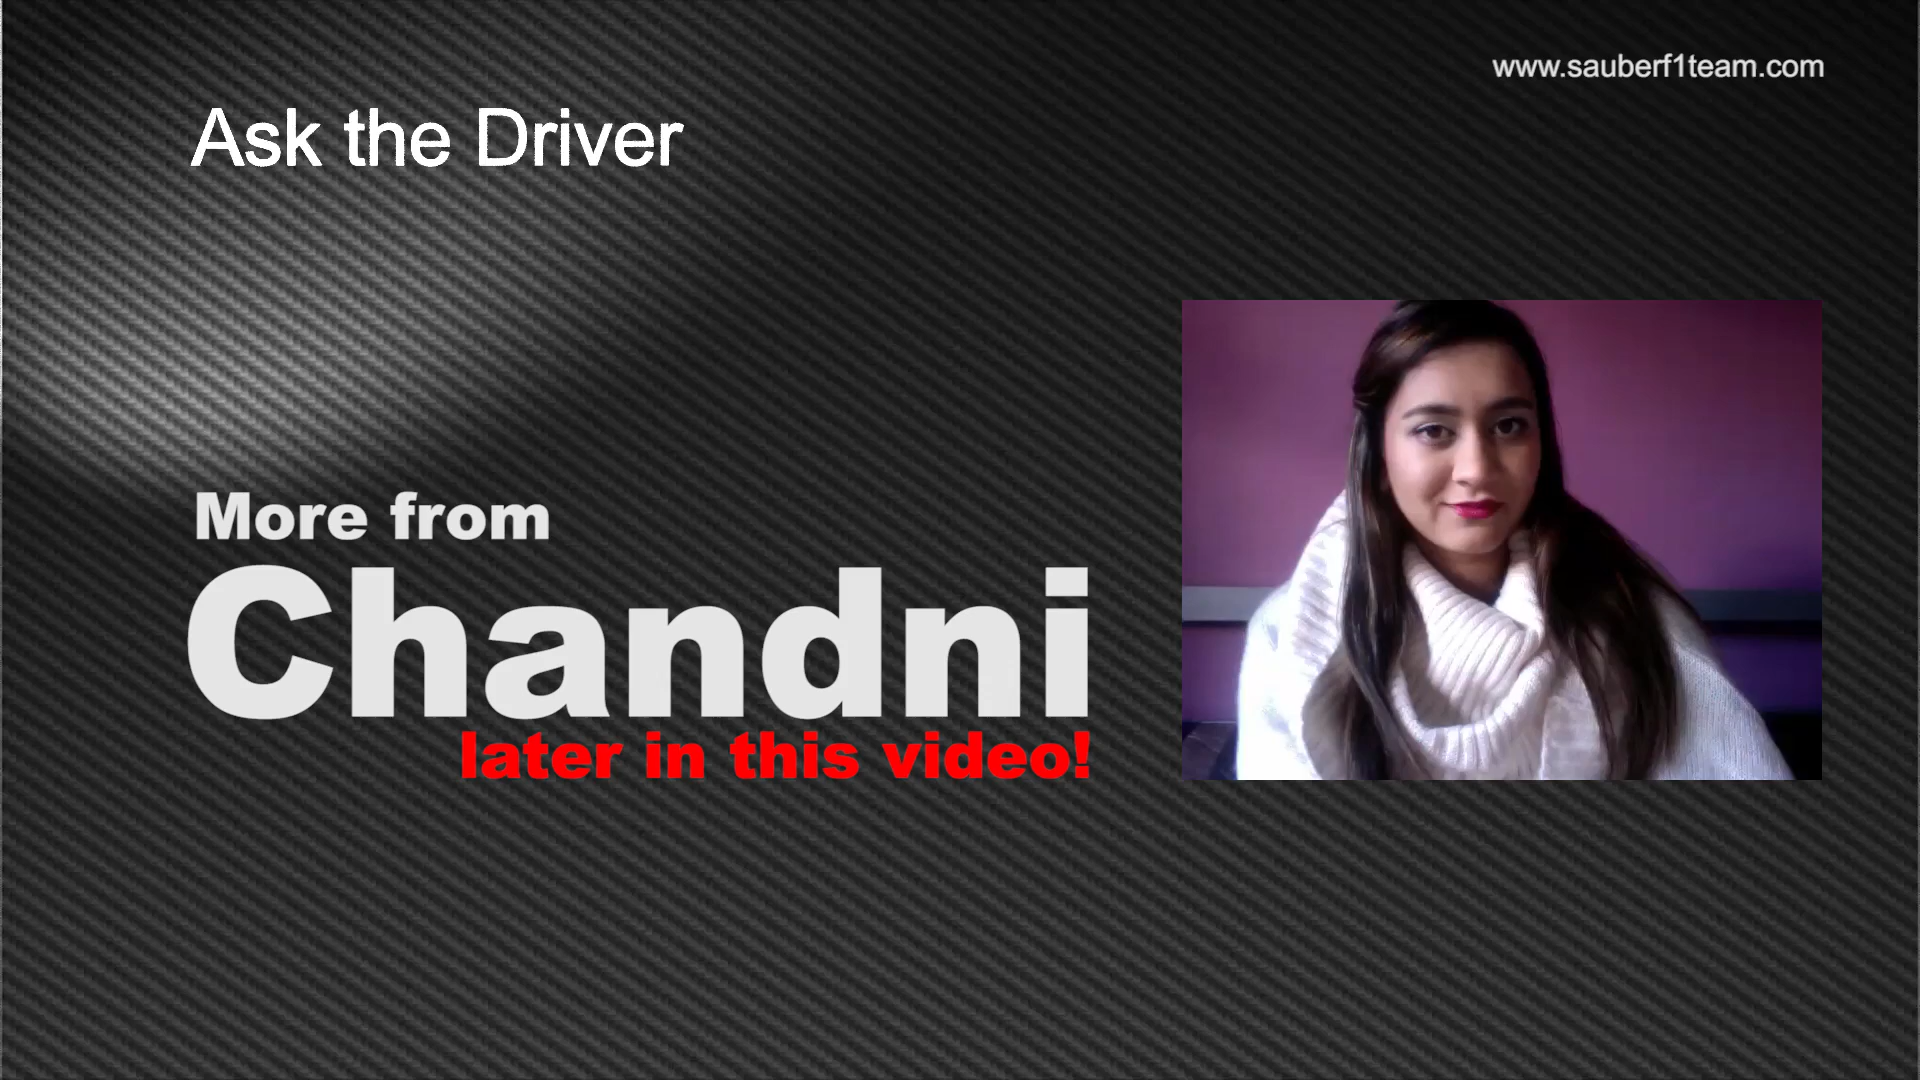 www.sauberf1team.com
Ask the Driver
More from
Chandni
later in this video!